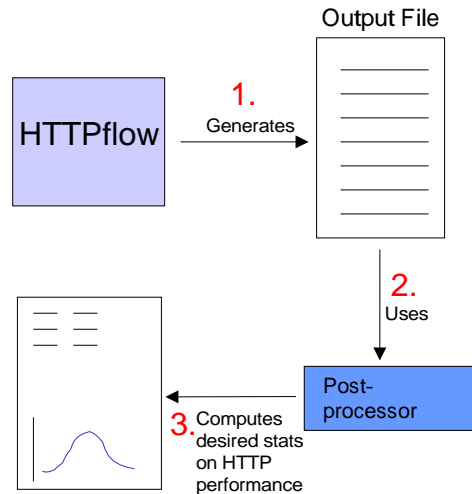 Output File
1.
HTTPflow
Generates
2.
Uses
Post-
processor
3. Computes
desired stats
on HTTP
performance